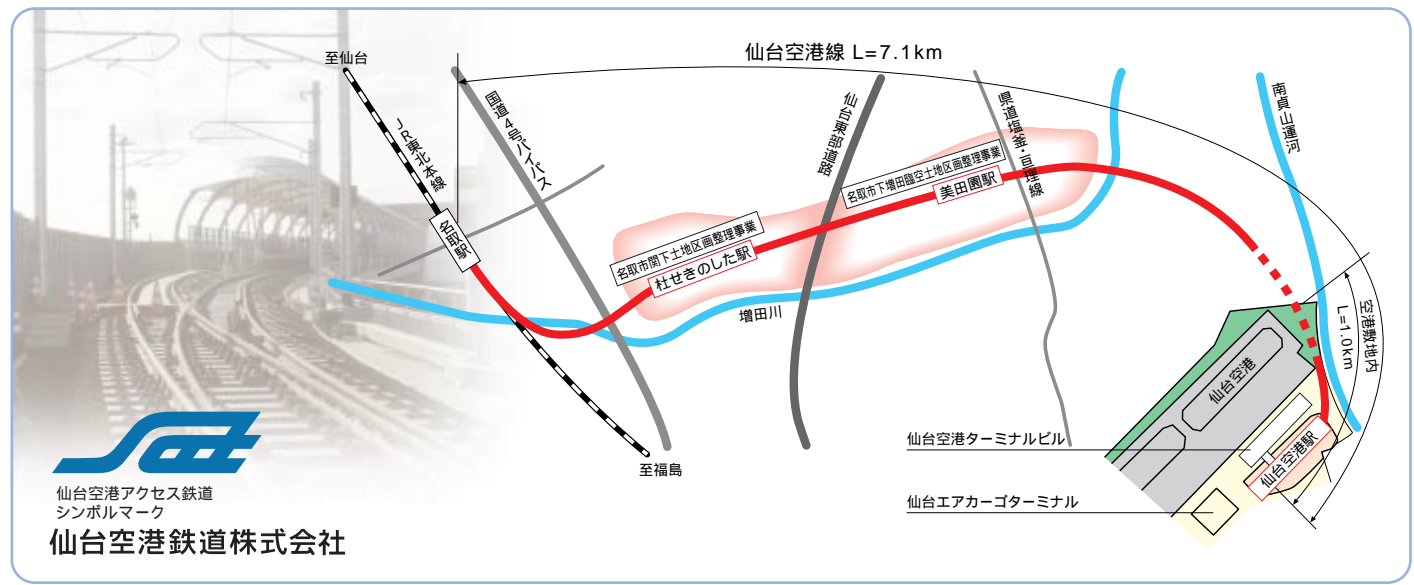 仙台空港線 L=7.1km
至仙台
JR東北本線
国道4号バイパス
仙台東部道路
県道塩釜・亘理線
南貞山運河
名取市下増田臨空土地区画整理事業
美田園駅
名取駅
名取市関下土地区画整理事業
杜せきのした駅
増田川
空港敷地内
L=1.0km
仙台空港
仙台空港ターミナルビル
仙台空港駅
至福島
仙台エアカーゴターミナル
Sat
仙台空港アクセス鉄道
シンボルマーク
仙台空港鉄道株式会社